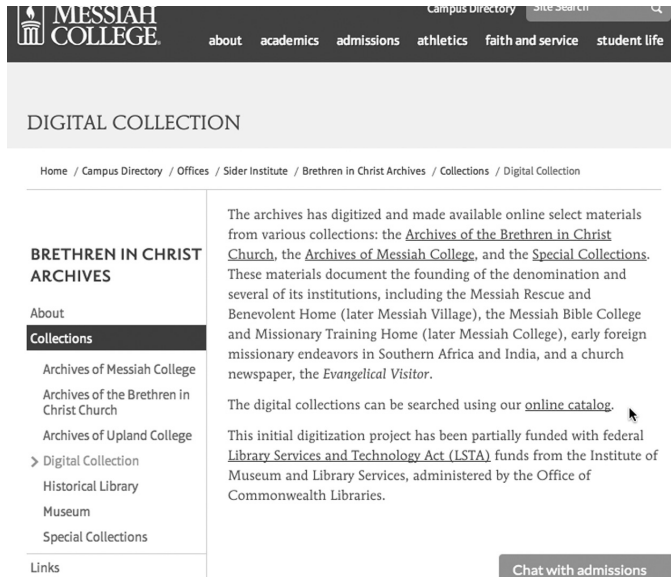 MESSIAH
COLLEGE
Campus Directory Site Search
about academics admissions athletics faith and service student life
DIGITAL COLLECTION
Home / Campus Directory / Offices / Sider Institute / Brethren in Christ Archives / Collections / Digital Collection
BRETHREN IN CHRIST
ARCHIVES
About
Collections
Archives of Messiah College
Archives of the Brethren in
Christ Church
Archives of Upland College
Digital Collection
Historical Library
Museum
Special Collections
Links
The archives has digitized and made available online select materials
from various collections: the Archives of the Brethren in Christ
Church, the Archives of Messiah College, and the Special Collections.
These materials document the founding of the denomination and
several of its institutions, including the Messiah Rescue and
Benevolent Home (later Messiah Village), the Messiah Bible College
and Missionary Training Home (later Messiah College), early foreign
missionary endeavors in Southern Africa and India, and a church
newspaper, the Evangelical Visitor.
The digital collections can be searched using our online catalog.
This initial digitization project has been partially funded with federal
Library Services and Technology Act (LSTA) funds from the Institute of
Museum and Library Services, administered by the Office of
Commonwealth Libraries.
Chat with admissions